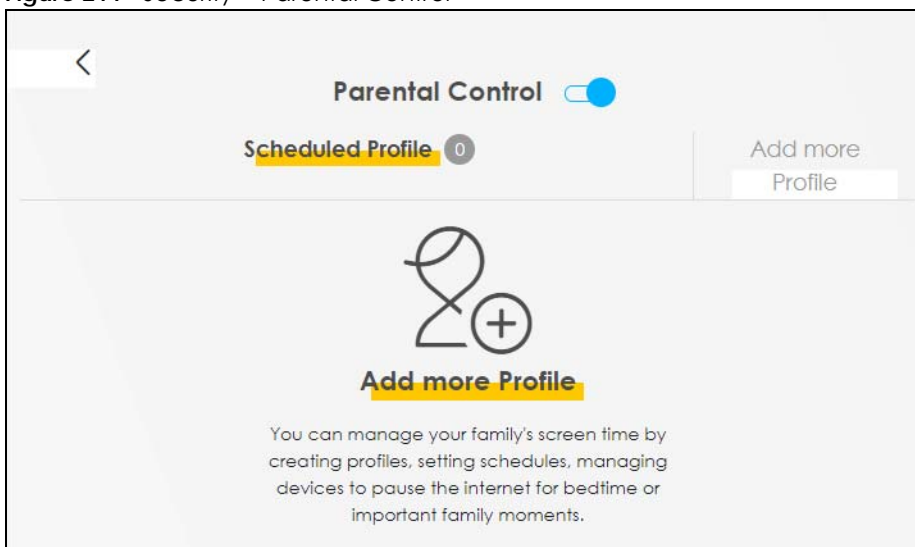 Parental Control
Scheduled Profile 0
Add more
Profile
Add more Profile
You can manage your family's screen time by
creating profiles, setting schedules, managing
devices to pause the internet for bedtime or
important family moments.